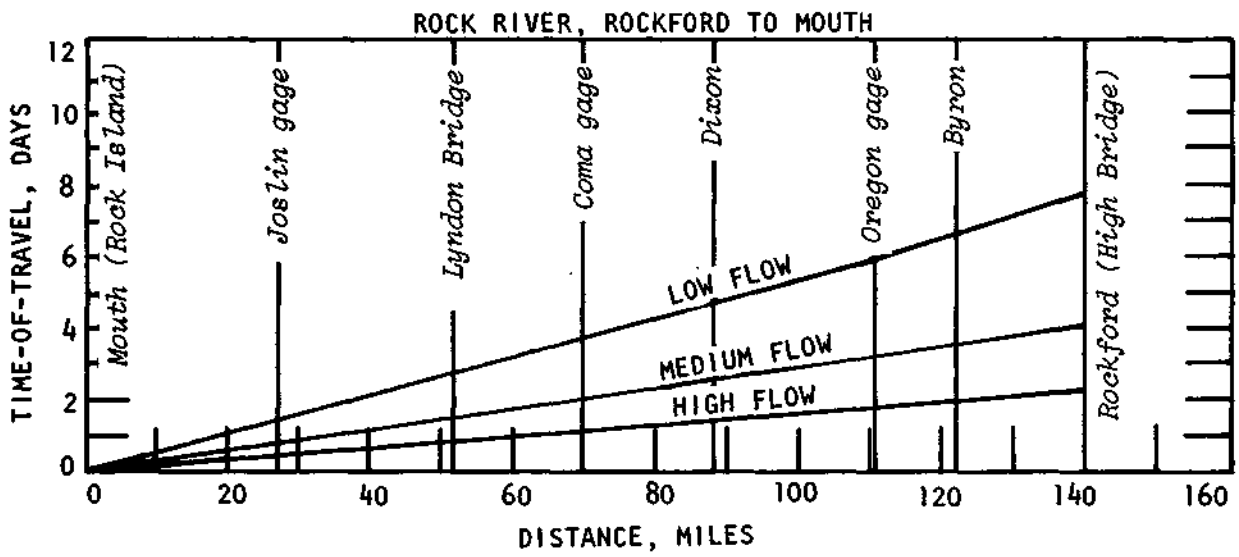 ROCK RIVER, ROCKFORD TO MOUTH
TIME-OF-TRAVEL, DAYS
12
10
8
6
4
2
0
Mouth (Rock Island)
Joslin gage
Lyndon Bridge
Coma gage
Dixon
Oregon gage
Byron
Rockford (High Bridge)
LOW FLOW
MEDIUM FLOW
HIGH FLOW
0 20 40 60 80 100 120 140 160
DISTANCE, MILES